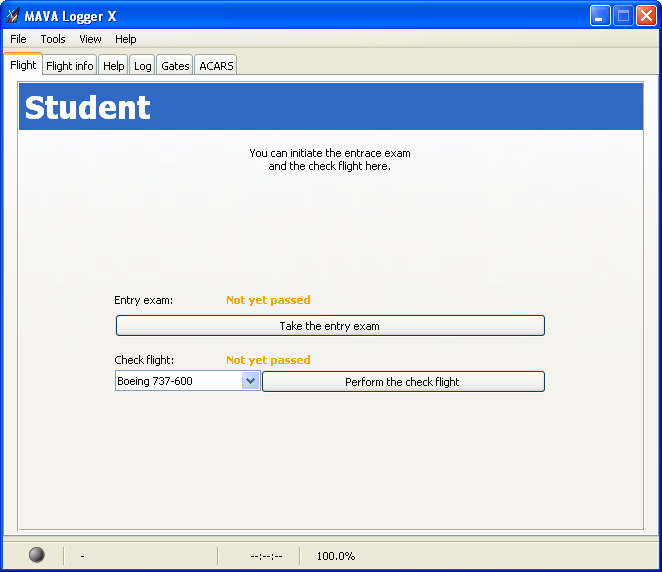 MAVA Logger X
File Tools View Help
Flight Flight info Help Log Gates ACARS
Student
You can initiate the entrace exam
and the check flight here.
Entry exam: Not yet passed
Take the entry exam
Check flight: Not yet passed
Boeing 737-600 Perform the check flight
- --:--:-- 100.0%